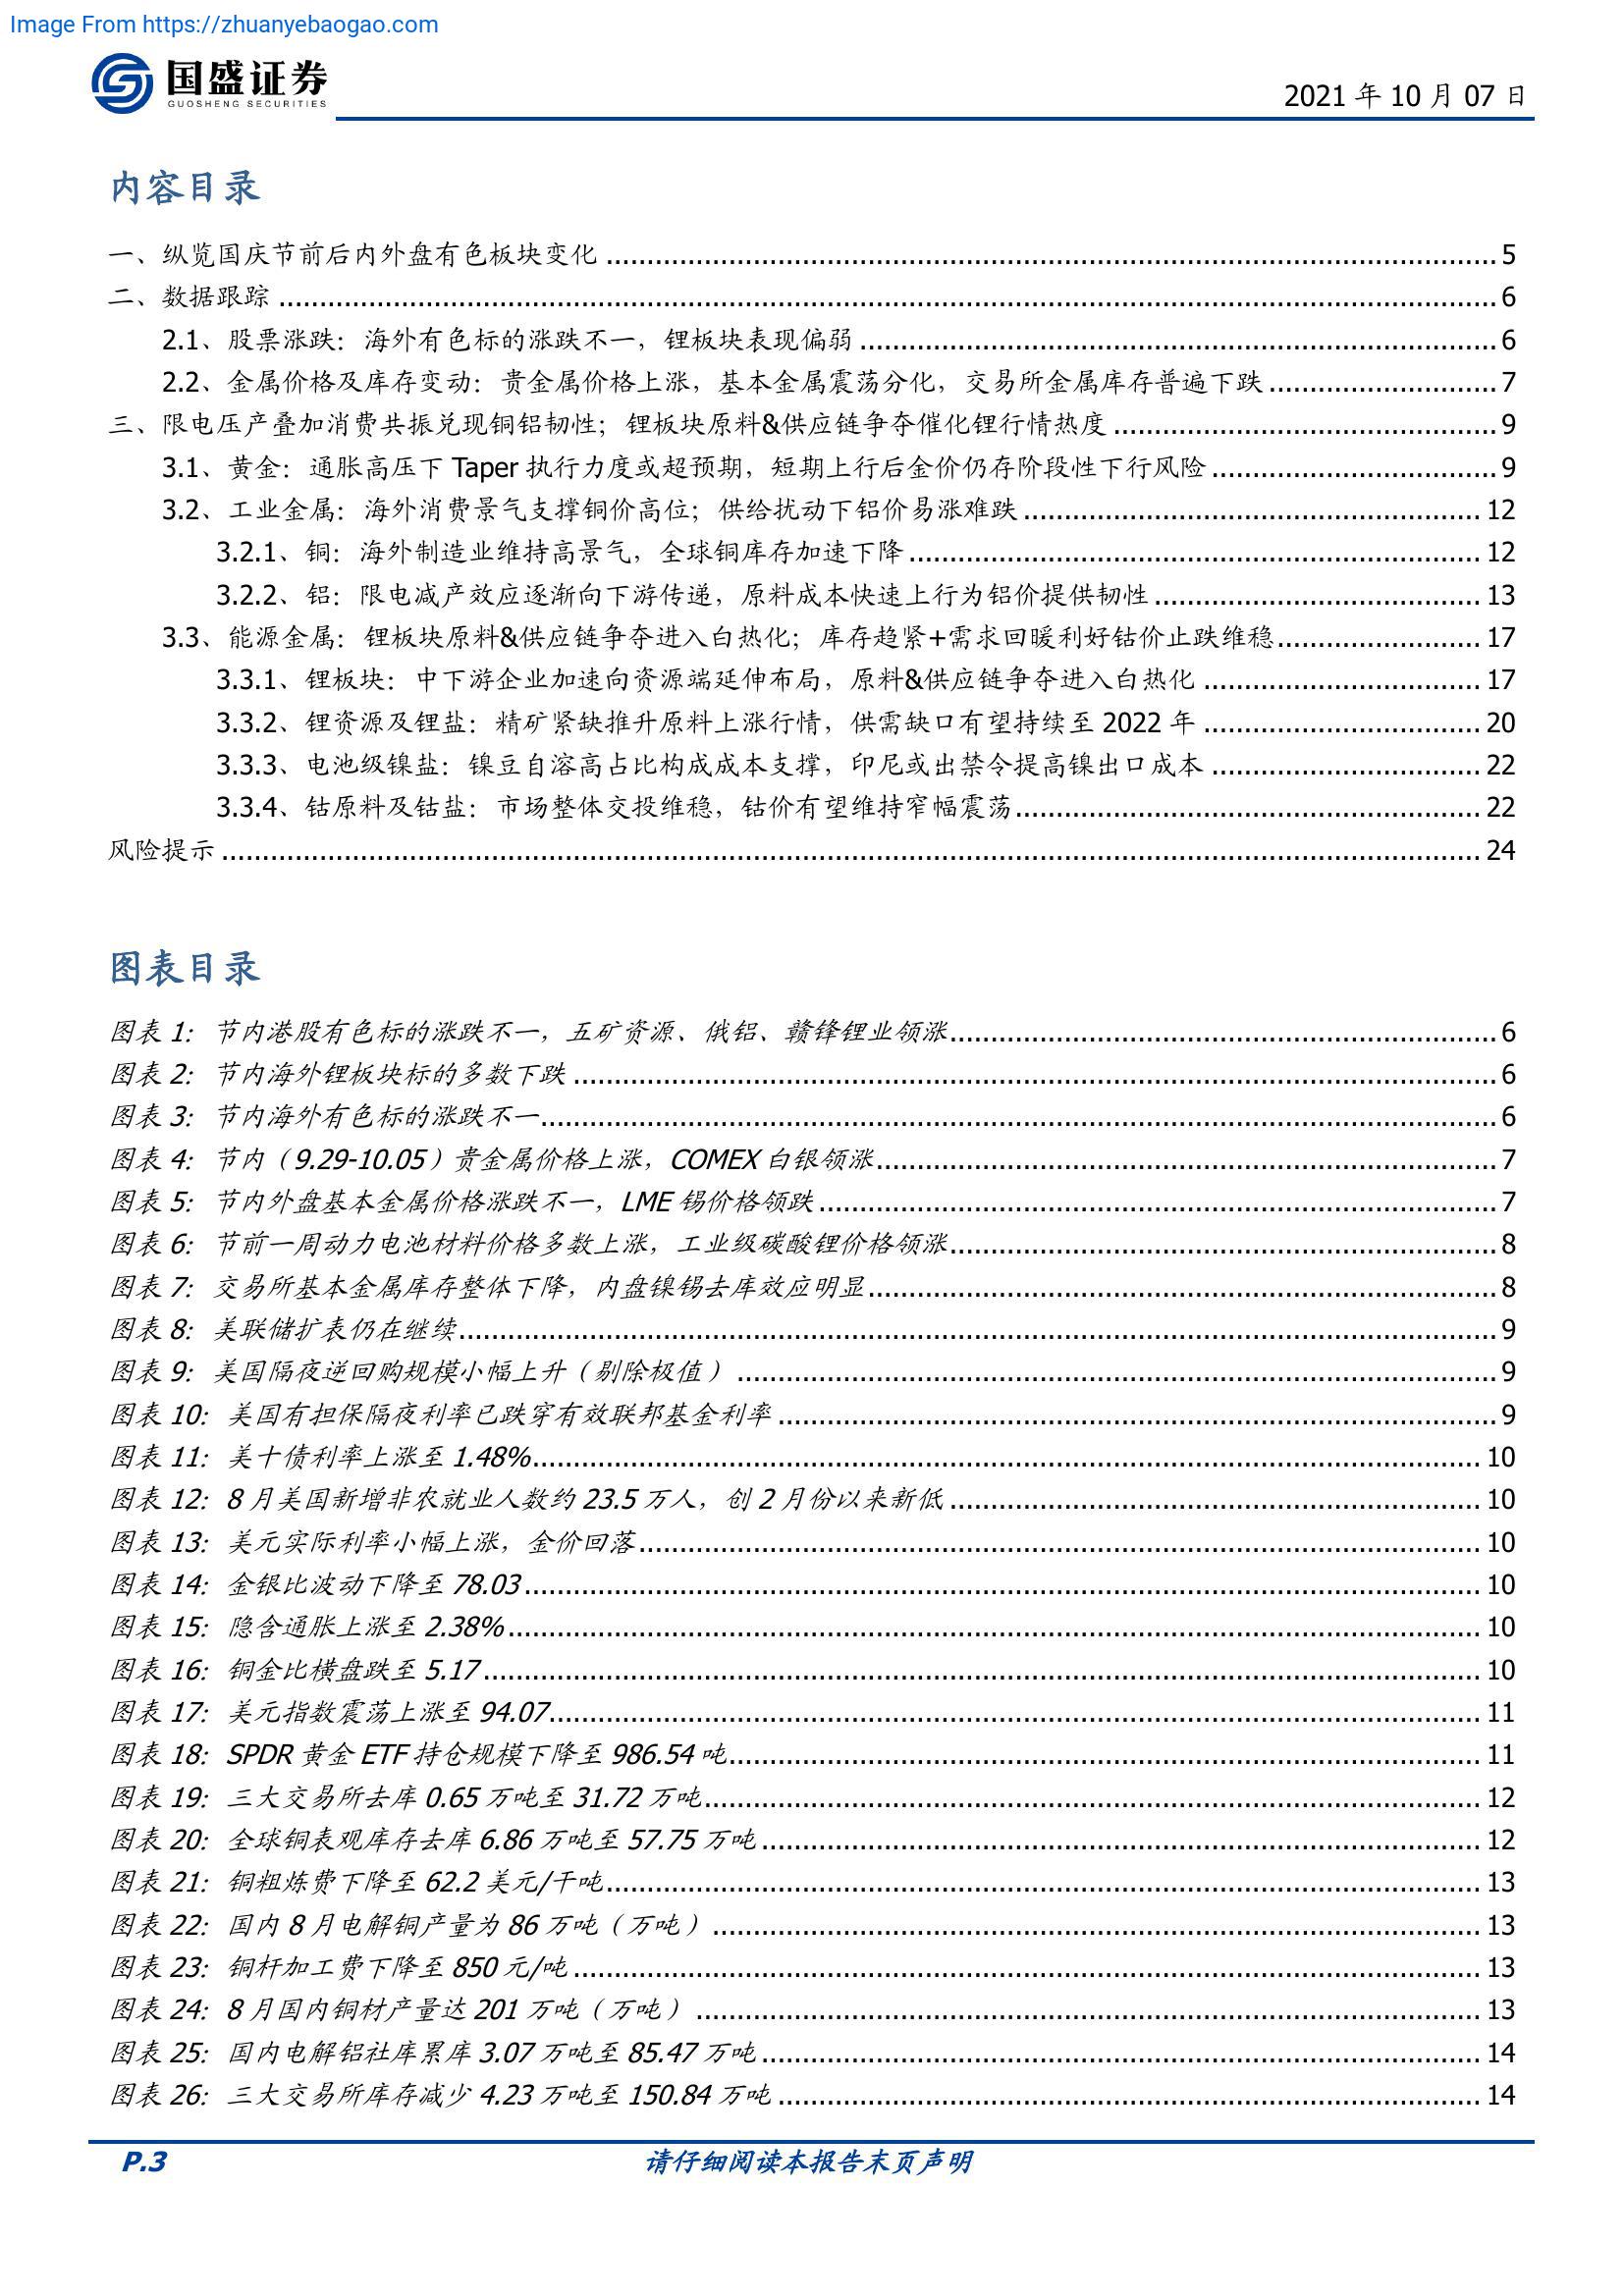 Image From https://zhuanyebaogao.com
国盛证券
GUOSHENG SECURITIES
2021 年 10 月 07 日
内容目录
一、纵览国庆节前后内外盘有色板块变化 5
二、数据跟踪 6
2.1、股票涨跌：海外有色标的涨跌不一，锂板块表现偏弱 6
2.2、金属价格及库存变动：贵金属价格上涨，基本金属震荡分化，交易所金属库存普遍下跌 7
三、限电压产叠加消费共振兑现铜铝韧性；锂板块原料&供应链争夺催化锂行情热度 9
3.1、黄金：通胀高压下 Taper 执行力度或超预期，短期上行后金价仍存阶段性下行风险 9
3.2、工业金属：海外消费景气支撑铜价高位；供给扰动下铝价易涨难跌 12
3.2.1、铜：海外制造业维持高景气，全球铜库存加速下降 12
3.2.2、铝：限电减产效应逐渐向下游传递，原料成本快速上行为铝价提供韧性 13
3.3、能源金属：锂板块原料&供应链争夺进入白热化；库存趋紧+需求回暖利好钴价止跌维稳 17
3.3.1、锂板块：中下游企业加速向资源端延伸布局，原料&供应链争夺进入白热化 17
3.3.2、锂资源及锂盐：精矿紧缺推升原料上涨行情，供需缺口有望持续至 2022 年 20
3.3.3、电池级镍盐：镍豆自溶高占比构成成本支撑，印尼或出禁令提高镍出口成本 22
3.3.4、钴原料及钴盐：市场整体交投维稳，钴价有望维持窄幅震荡 22
风险提示 24
图表目录
图表 1：节内港股有色标的涨跌不一，五矿资源、俄铝、赣锋锂业领涨 6
图表 2：节内海外锂板块标的多数下跌 6
图表 3：节内海外有色标的涨跌不一 6
图表 4：节内（9.29-10.05）贵金属价格上涨，COMEX 白银领涨 7
图表 5：节内外盘基本金属价格涨跌不一，LME 锡价格领跌 7
图表 6：节前一周动力电池材料价格多数上涨，工业级碳酸锂价格领涨 8
图表 7：交易所基本金属库存整体下降，内盘镍锡去库效应明显 8
图表 8：美联储扩表仍在继续 9
图表 9：美国隔夜逆回购规模小幅上升（剔除极值） 9
图表 10：美国有担保隔夜利率已跌穿有效联邦基金利率 9
图表 11：美十债利率上涨至 1.48% 10
图表 12：8 月美国新增非农就业人数约 23.5 万人，创 2 月份以来新低 10
图表 13：美元实际利率小幅上涨，金价回落 10
图表 14：金银比波动下降至 78.03 10
图表 15：隐含通胀上涨至 2.38% 10
图表 16：铜金比横盘跌至 5.17 10
图表 17：美元指数震荡上涨至 94.07 11
图表 18：SPDR 黄金 ETF 持仓规模下降至 986.54 吨 11
图表 19：三大交易所去库 0.65 万吨至 31.72 万吨 12
图表 20：全球铜表观库存去库 6.86 万吨至 57.75 万吨 12
图表 21：铜粗炼费下降至 62.2 美元/干吨 13
图表 22：国内 8 月电解铜产量为 86 万吨（万吨） 13
图表 23：铜杆加工费下降至 850 元/吨 13
图表 24：8 月国内铜材产量达 201 万吨（万吨） 13
图表 25：国内电解铝社库累库 3.07 万吨至 85.47 万吨 14
图表 26：三大交易所库存减少 4.23 万吨至 150.84 万吨 14
P.3
请仔细阅读本报告末页声明